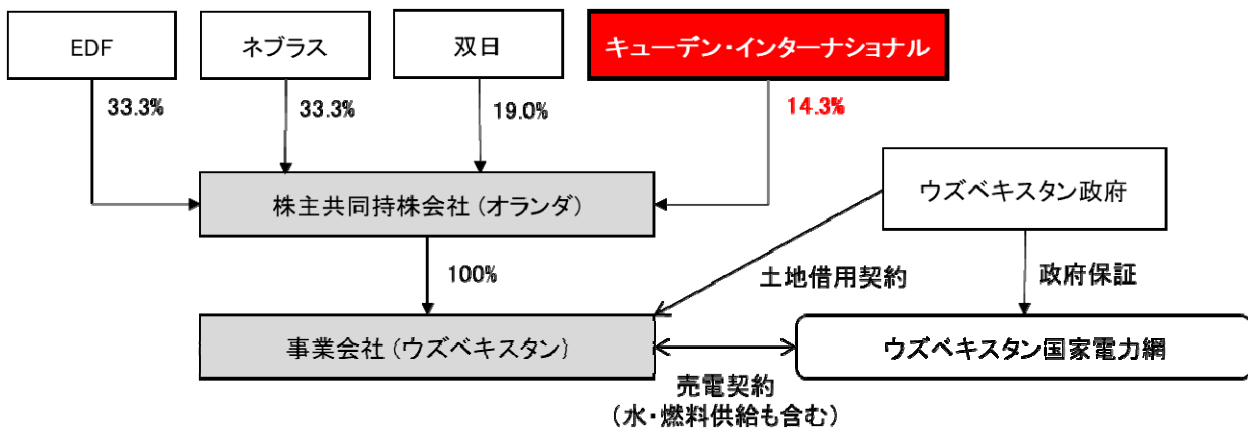 EDF
ネブラス
双日
キューデン・インターナショナル
33.3%
33.3%
19.0%
14.3%
株主共同持株会社(オランダ)
ウズベキスタン政府
100%
土地借用契約
政府保証
事業会社(ウズベキスタン)
ウズベキスタン国家電力網
売電契約
(水・燃料供給も含む)